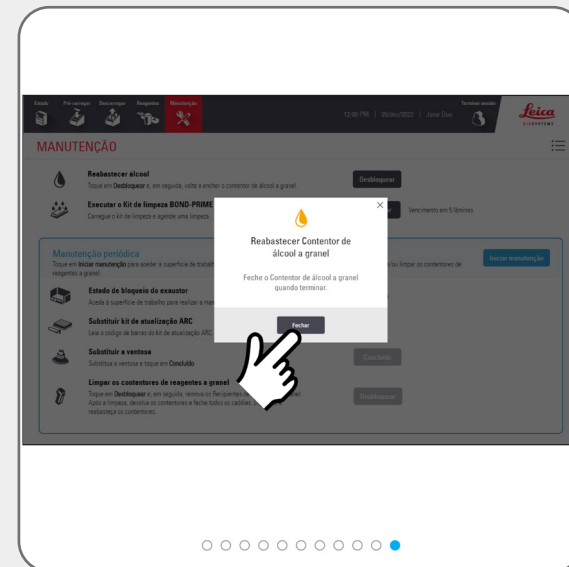 Estado Pré-carregar Descarregar Reagentes Manutenção Terminar sessão
12:00 PM | 05/dez/2022 | Jane Doe
Leica
BIOSYSTEMS
MANUTENÇÃO
Reabastecer álcool
Toque em Desbloquear e, em seguida, volte a encher o contentor de álcool a granel.
Desbloquear
Executar o Kit de limpeza BOND-PRIME
Carregue o kit de limpeza e agende uma limpeza.
Vencimento em 5 lâminas
Reabastecer Contentor de
álcool a granel
Feche o Contentor de álcool a granel
quando terminar.
Fechar
Manutenção periódica
Toque em Iniciar manutenção para aceder à superfície de
ou limpar os contentores de
reagentes a granel
Iniciar manutenção
Estado de bloqueio do exaustor
Aceda à superfície de trabalho para realizar a
Substituir kit de atualização ARC
Leia o código de barras do kit de atualização ARC
Substituir a ventosa
Substitua a ventosa e toque em Concluído
Concluído
Limpar os contentores de reagentes a granel
Toque em Desbloquear e, em seguida, remova os Recipientes
Após a limpeza, devolva os contentores e feche todos os
reabasteça os contentores.
Desbloquear